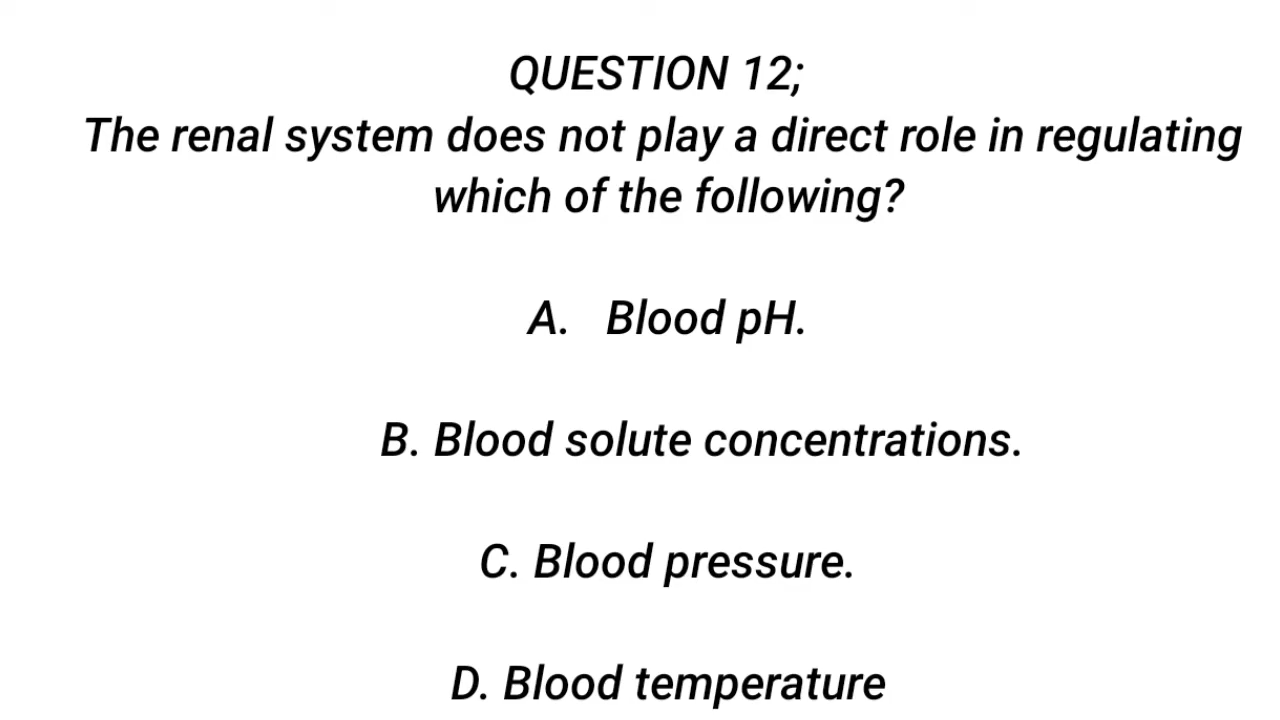 QUESTION 12;
The renal system does not play a direct role in regulating
which of the following?
A. Blood pH.
B. Blood solute concentrations.
C. Blood pressure.
D. Blood temperature